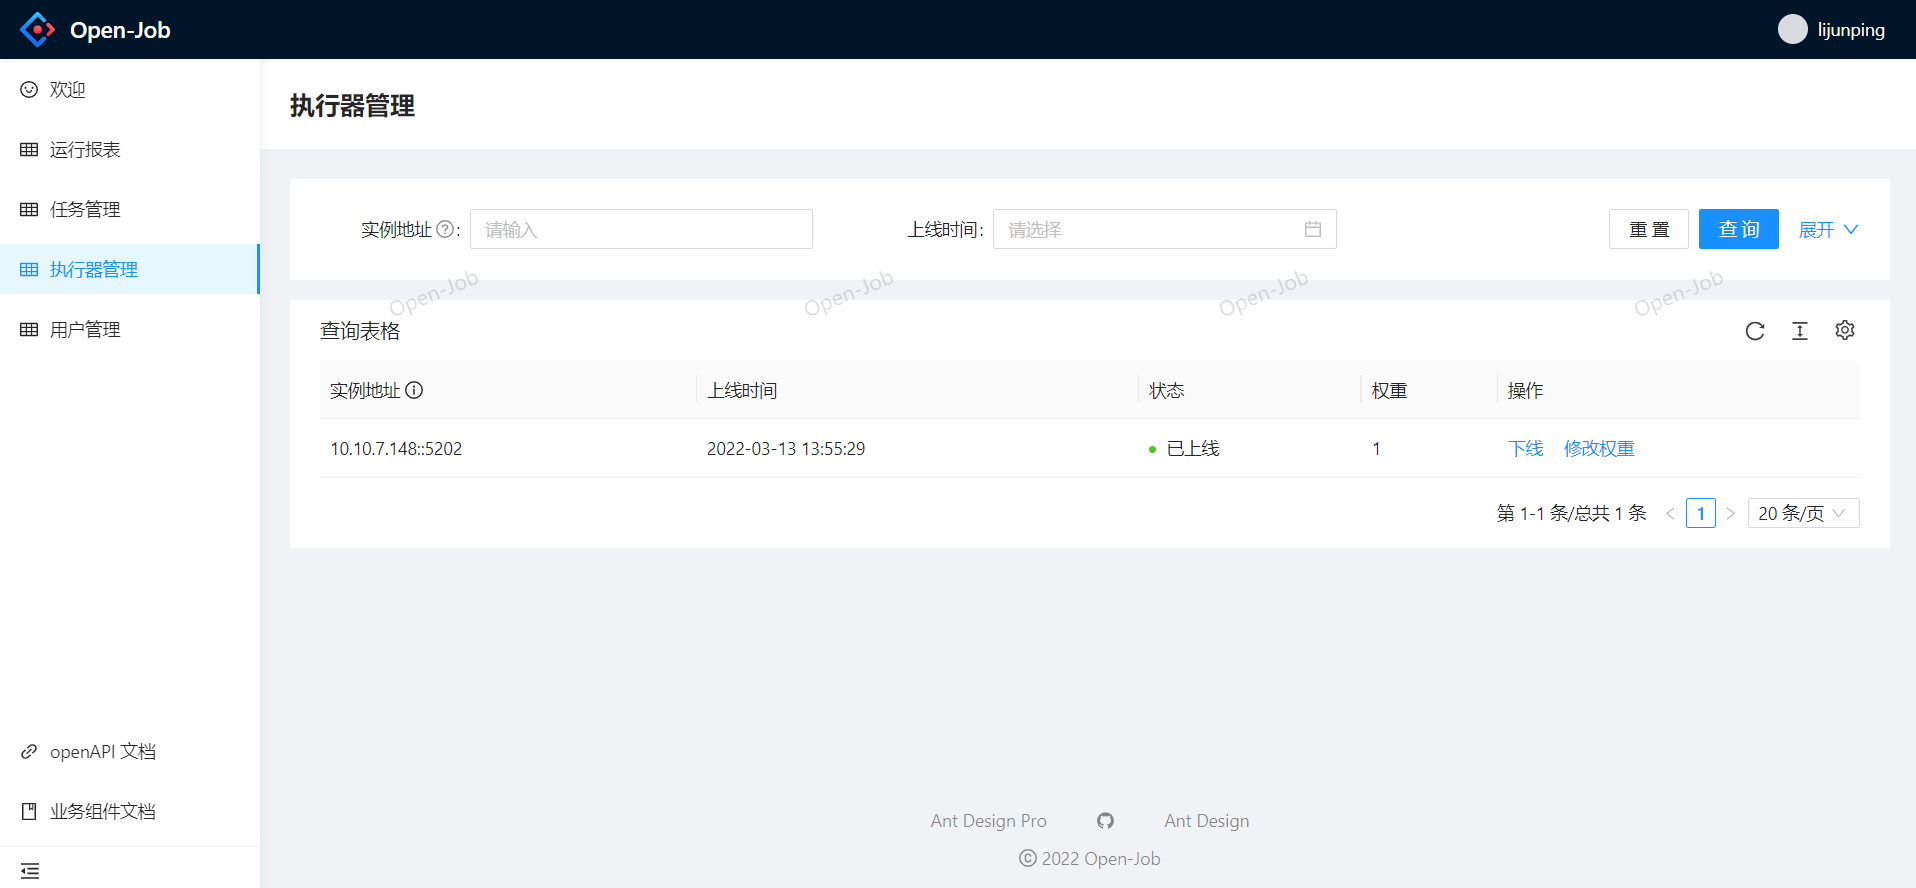 Open-Job
lijunping
欢迎
运行报表
任务管理
执行器管理
用户管理
openAPI 文档
业务组件文档
执行器管理
实例地址 : 请输入
上线时间 : 请选择
重 置 查 询 展开
Open-Job Open-Job Open-Job Open-Job
查询表格
实例地址 上线时间 状态 权重 操作
10.10.7.148::5202 2022-03-13 13:55:29 已上线 1 下线 修改权重
第 1-1 条/总共 1 条 < 1 > 20 条/页
Ant Design Pro Ant Design
© 2022 Open-Job